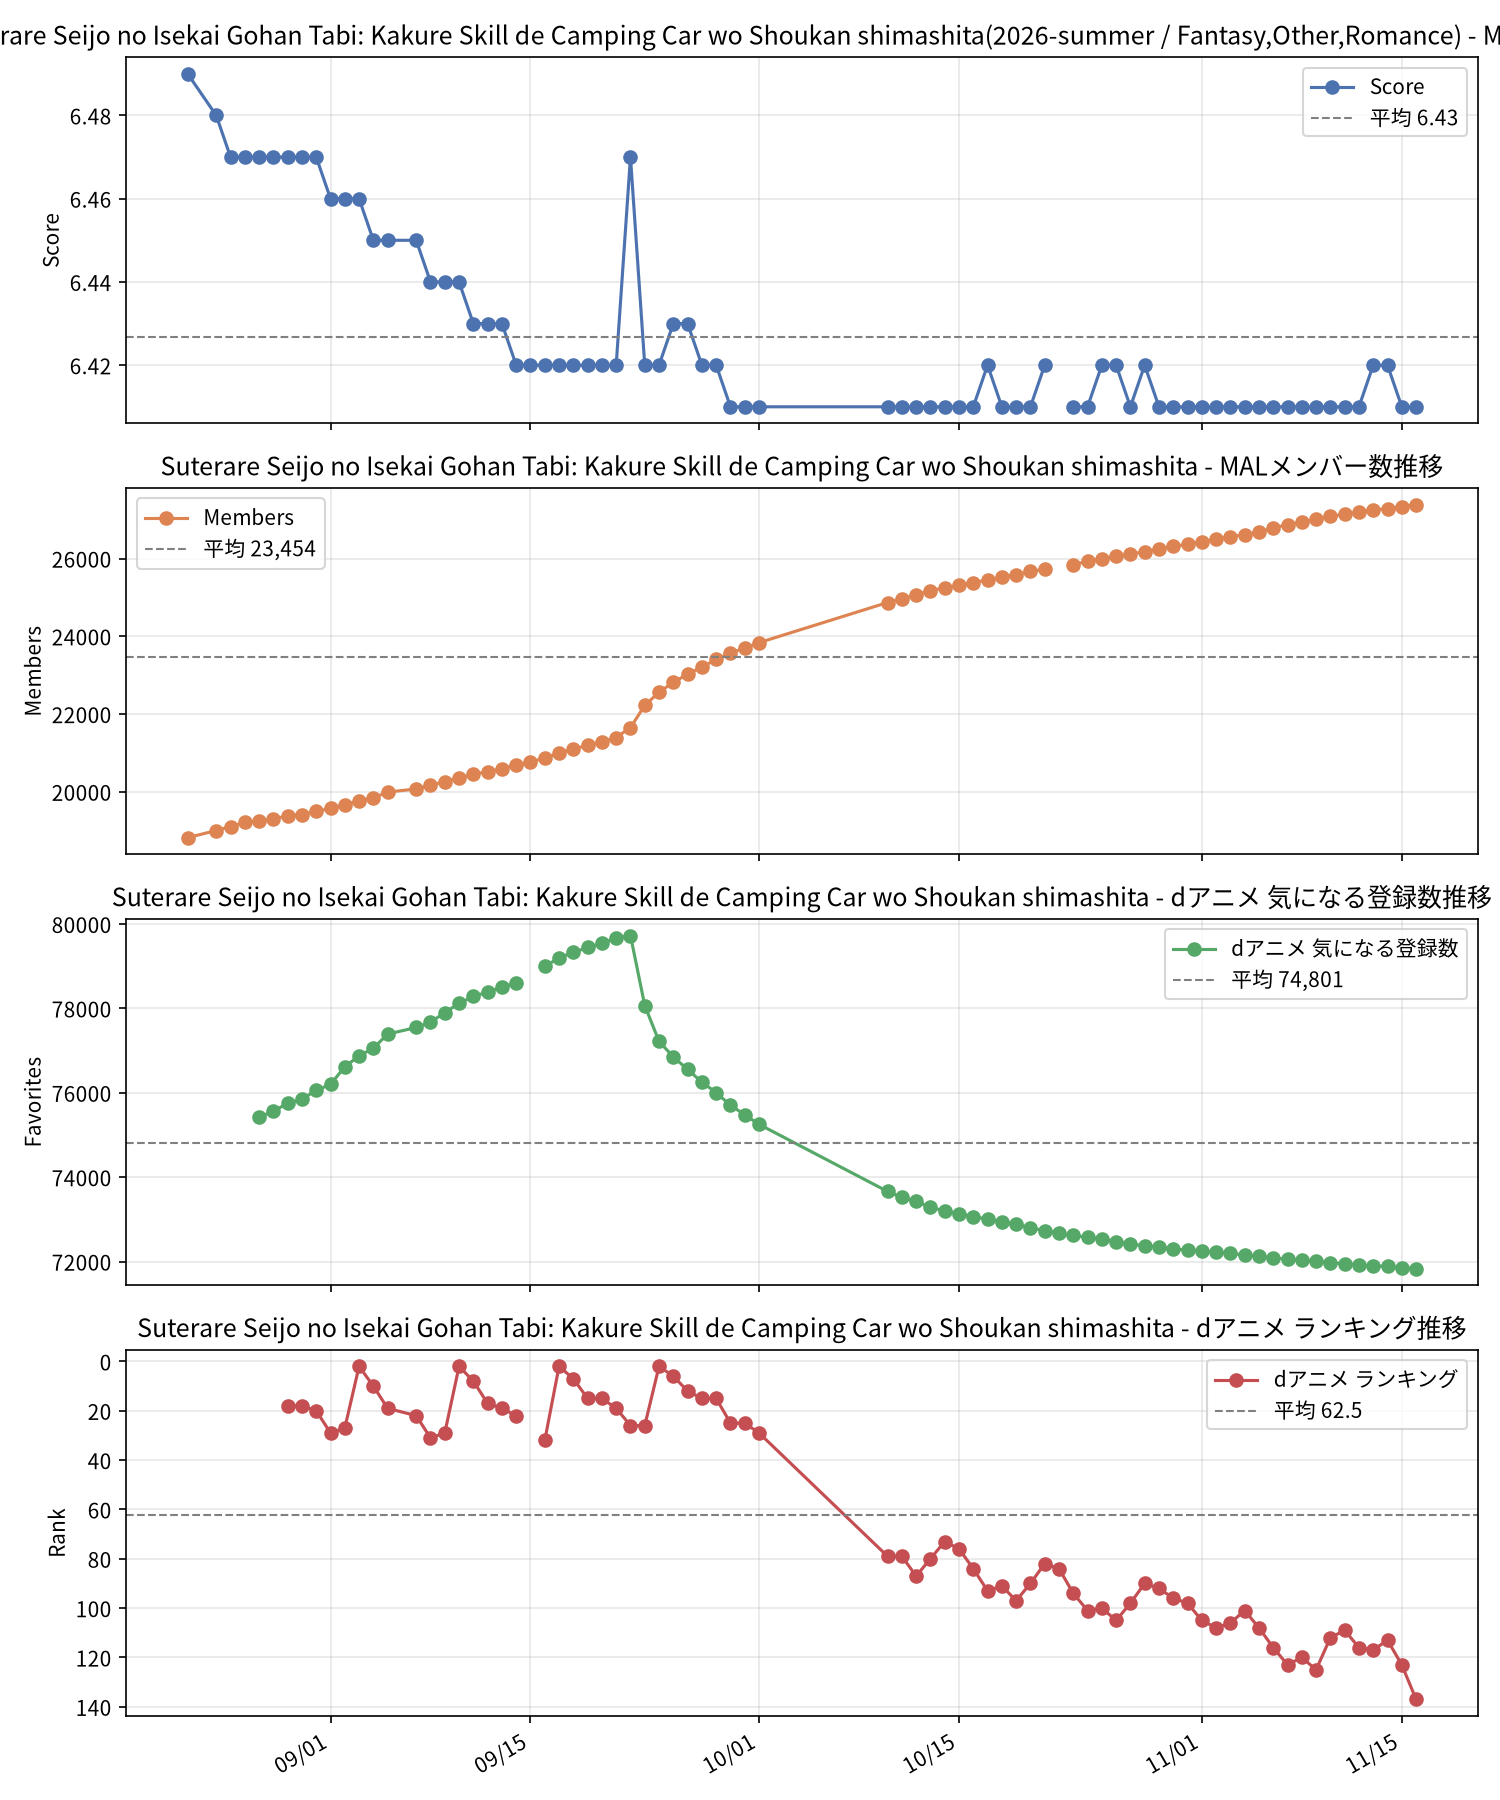 rare Seijo no Isekai Gohan Tabi: Kakure Skill de Camping Car wo Shoukan shimashita(2026-summer / Fantasy,Other,Romance) - M
Score
平均 6.43
Score
6.48
6.46
6.44
6.42
Suterare Seijo no Isekai Gohan Tabi: Kakure Skill de Camping Car wo Shoukan shimashita - MALメンバー数推移
Members
平均 23,454
Members
26000
24000
22000
20000
Suterare Seijo no Isekai Gohan Tabi: Kakure Skill de Camping Car wo Shoukan shimashita - dアニメ 気になる登録数推移
dアニメ 気になる登録数
平均 74,801
Favorites
80000
78000
76000
74000
72000
Suterare Seijo no Isekai Gohan Tabi: Kakure Skill de Camping Car wo Shoukan shimashita - dアニメ ランキング推移
dアニメ ランキング
平均 62.5
Rank
0
20
40
60
80
100
120
140
09/01
09/15
10/01
10/15
11/01
11/15